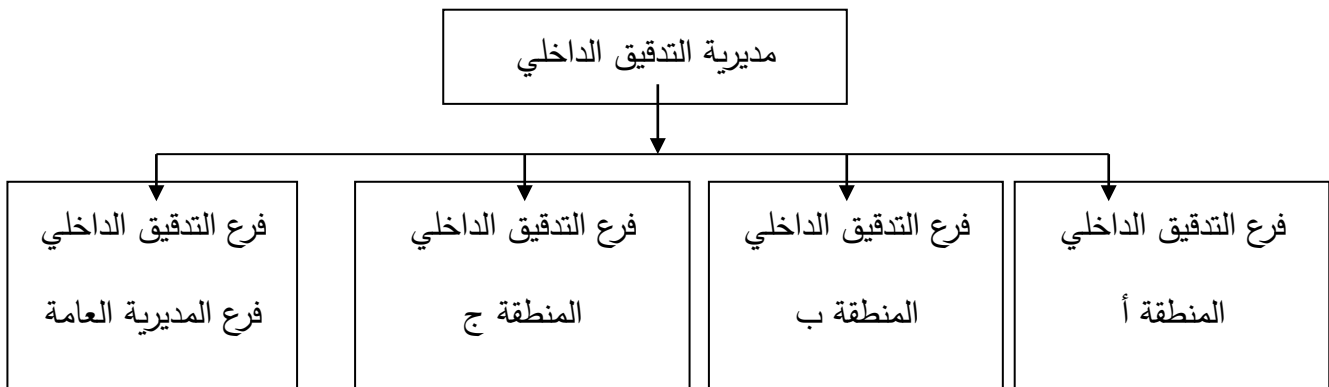 مديرية التدقيق الداخلي
فرع التدقيق الداخلي
المنطقة أ
فرع التدقيق الداخلي
المنطقة ب
فرع التدقيق الداخلي
المنطقة ج
فرع التدقيق الداخلي
فرع المديرية العامة